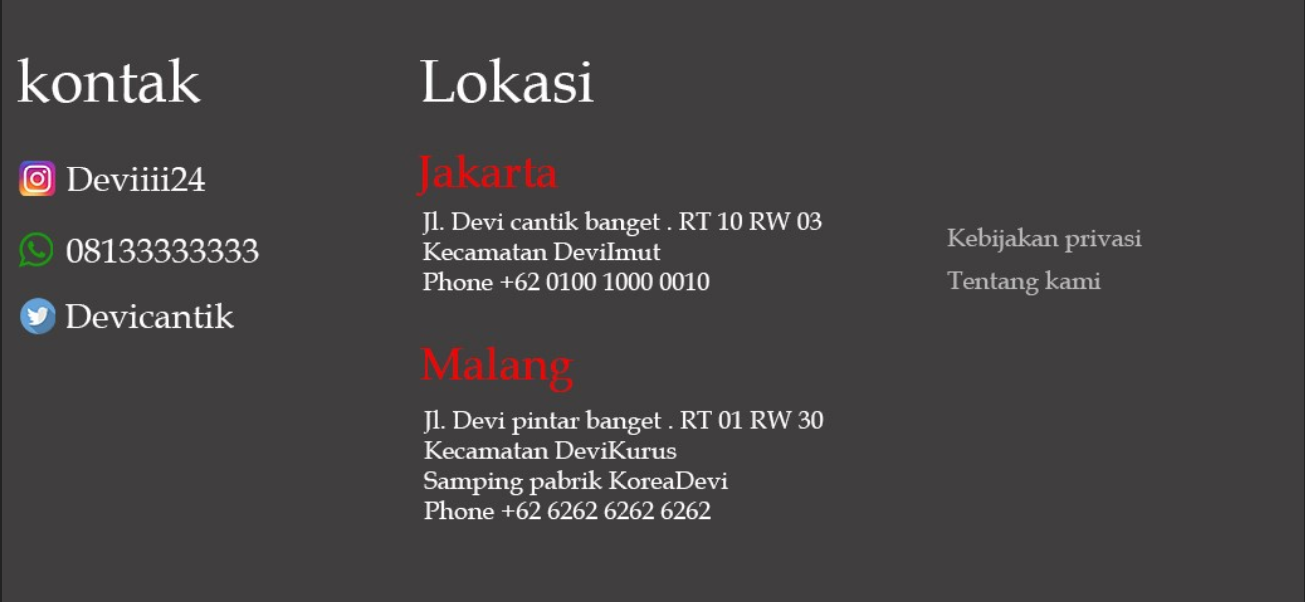 kontak
Deviiii24
08133333333
Devicantik
Lokasi
Jakarta
Jl. Devi cantik banget . RT 10 RW 03
Kecamatan DeviImut
Phone +62 0100 1000 0010
Malang
Jl. Devi pintar banget . RT 01 RW 30
Kecamatan DeviKurus
Samping pabrik KoreaDevi
Phone +62 6262 6262 6262
Kebijakan privasi
Tentang kami